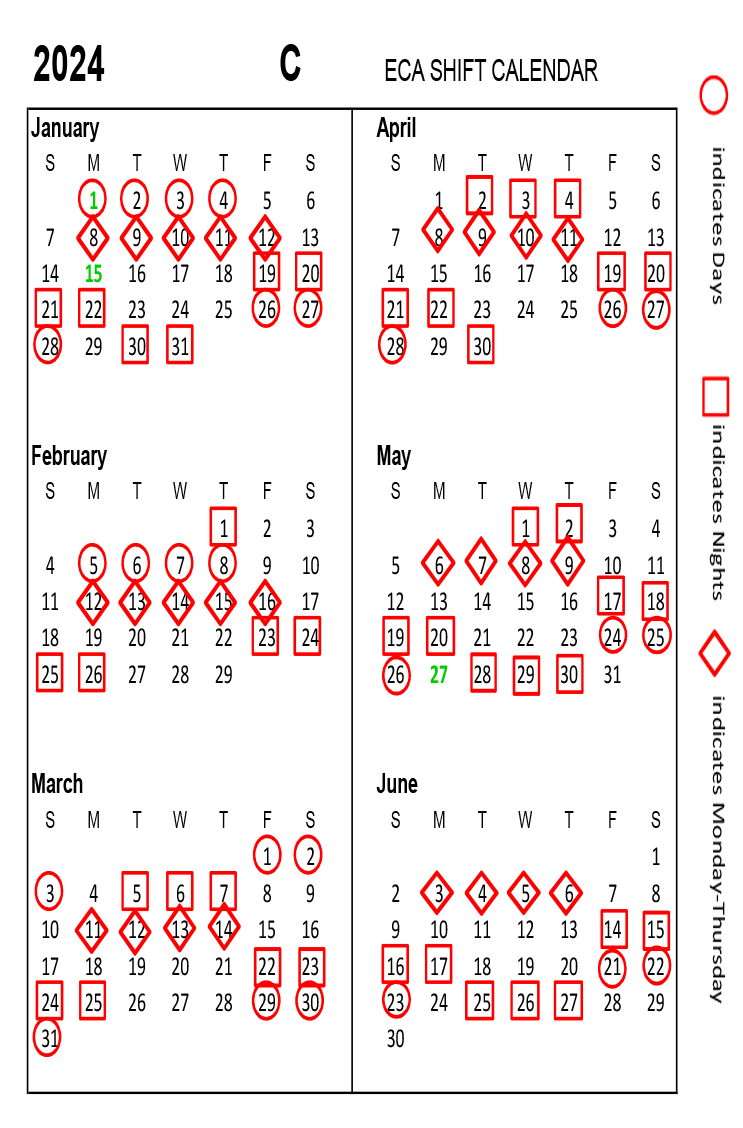 2024 C ECA SHIFT CALENDAR
January
S M T W T F S
1 2 3 4 5 6
7 8 9 10 11 12 13
14 15 16 17 18 19 20
21 22 23 24 25 26 27
28 29 30 31
February
S M T W T F S
1 2 3
4 5 6 7 8 9 10
11 12 13 14 15 16 17
18 19 20 21 22 23 24
25 26 27 28 29
March
S M T W T F S
1 2
3 4 5 6 7 8 9
10 11 12 13 14 15 16
17 18 19 20 21 22 23
24 25 26 27 28 29 30
31
April
S M T W T F S
1 2 3 4 5 6
7 8 9 10 11 12 13
14 15 16 17 18 19 20
21 22 23 24 25 26 27
28 29 30
May
S M T W T F S
1 2 3 4
5 6 7 8 9 10 11
12 13 14 15 16 17 18
19 20 21 22 23 24 25
26 27 28 29 30 31
June
S M T W T F S
1
2 3 4 5 6 7 8
9 10 11 12 13 14 15
16 17 18 19 20 21 22
23 24 25 26 27 28 29
30
indicates Days
indicates Nights
indicates Monday-Thursday